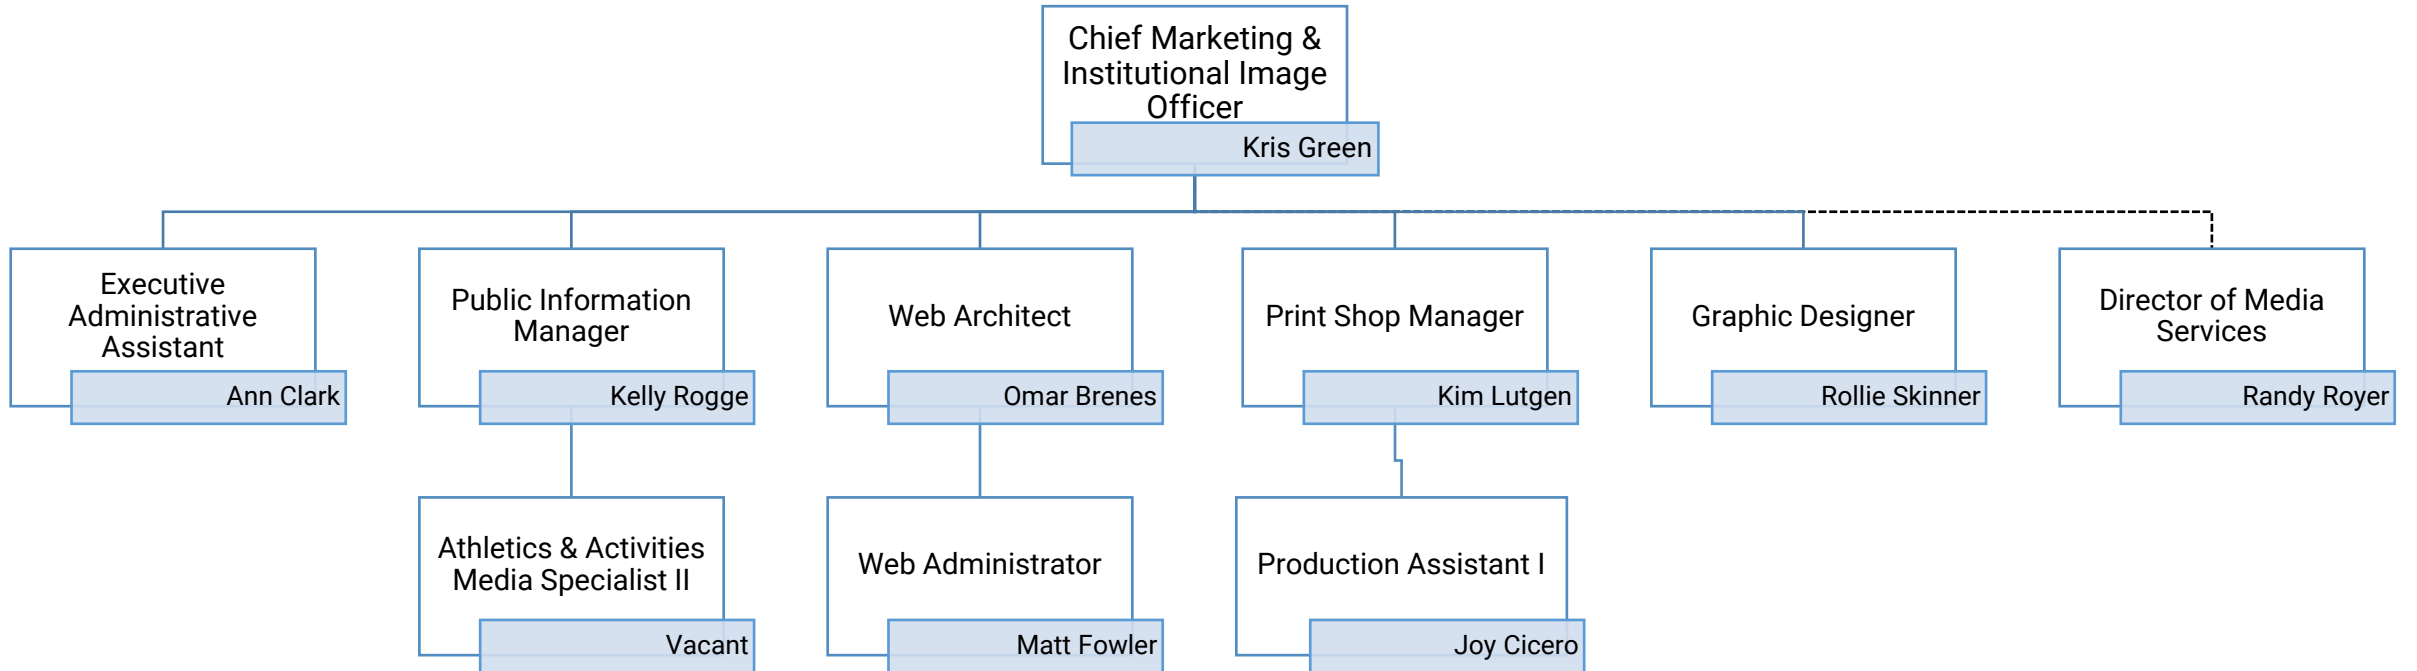 Chief Marketing &
Institutional Image
Officer
Kris Green
Executive
Administrative
Assistant
Ann Clark
Public Information
Manager
Kelly Rogge
Web Architect
Omar Brenes
Print Shop Manager
Kim Lutgen
Graphic Designer
Rollie Skinner
Director of Media
Services
Randy Royer
Athletics & Activities
Media Specialist II
Vacant
Web Administrator
Matt Fowler
Production Assistant I
Joy Cicero